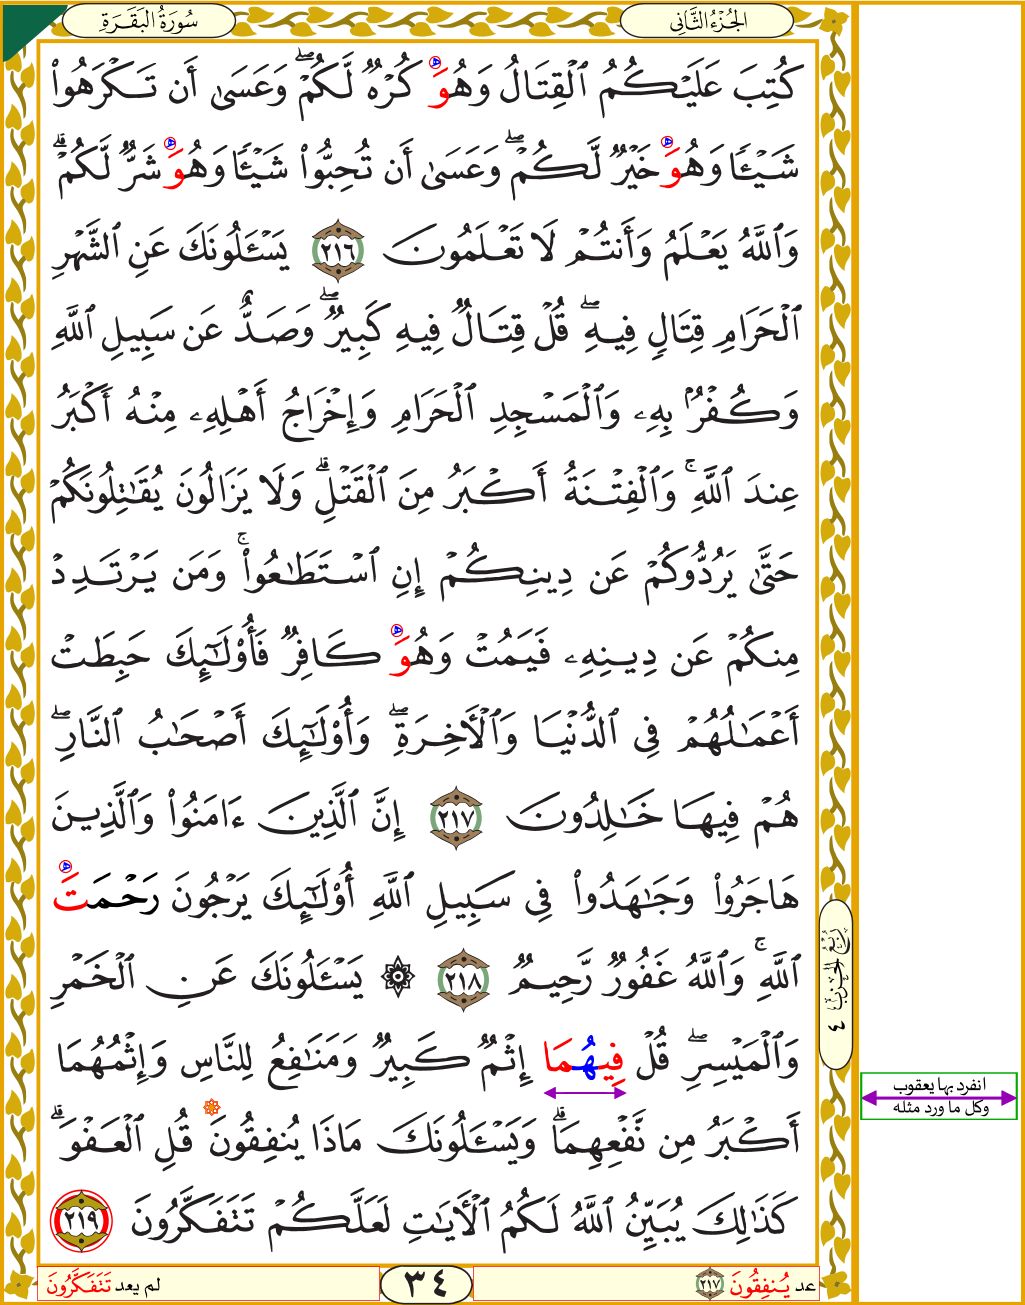 الجُزْءُ الثَّانِي
سُورَةُ البَقَرَةِ
كُتِبَ عَلَيْكُمُ ٱلْقِتَالُ وَهُوَ كُرْهٌ لَّكُمْۖ وَعَسَىٰٓ أَن تَكْرَهُوا۟
شَيْـًٔا وَهُوَ خَيْرٌ لَّكُمْۖ وَعَسَىٰٓ أَن تُحِبُّوا۟ شَيْـًٔا وَهُوَ شَرٌّ لَّكُمْۗ
وَٱللَّهُ يَعْلَمُ وَأَنتُمْ لَا تَعْلَمُونَ ٢١٦ يَسْـَٔلُونَكَ عَنِ ٱلشَّهْرِ
ٱلْحَرَامِ قِتَالٍ فِيهِۖ قُلْ قِتَالٌ فِيهِ كَبِيرٌۖ وَصَدٌّ عَن سَبِيلِ ٱللَّهِ
وَكُفْرٌۢ بِهِۦ وَٱلْمَسْجِدِ ٱلْحَرَامِ وَإِخْرَاجُ أَهْلِهِۦ مِنْهُ أَكْبَرُ
عِندَ ٱللَّهِۚ وَٱلْفِتْنَةُ أَكْبَرُ مِنَ ٱلْقَتْلِۗ وَلَا يَزَالُونَ يُقَـٰتِلُونَكُمْ
حَتَّىٰ يَرُدُّوكُمْ عَن دِينِكُمْ إِنِ ٱسْتَطَـٰعُوا۟ۚ وَمَن يَرْتَدِدْ
مِنكُمْ عَن دِينِهِۦ فَيَمُتْ وَهُوَ كَافِرٌ فَأُو۟لَـٰٓئِكَ حَبِطَتْ
أَعْمَـٰلُهُمْ فِى ٱلدُّنْيَا وَٱلْـَٔاخِرَةِۖ وَأُو۟لَـٰٓئِكَ أَصْحَـٰبُ ٱلنَّارِۖ
هُمْ فِيهَا خَـٰلِدُونَ ٢١٧ إِنَّ ٱلَّذِينَ ءَامَنُوا۟ وَٱلَّذِينَ
هَاجَرُوا۟ وَجَـٰهَدُوا۟ فِى سَبِيلِ ٱللَّهِ أُو۟لَـٰٓئِكَ يَرْجُونَ رَحْمَتَ
ٱللَّهِۚ وَٱللَّهُ غَفُورٌ رَّحِيمٌ ٢١٨ ۞ يَسْـَٔلُونَكَ عَنِ ٱلْخَمْرِ
وَٱلْمَيْسِرِۖ قُلْ فِيهُمَا إِثْمٌ كَبِيرٌ وَمَنَـٰفِعُ لِلنَّاسِ وَإِثْمُهُمَا
أَكْبَرُ مِن نَّفْعِهِمَاۗ وَيَسْـَٔلُونَكَ مَاذَا يُنفِقُونَ قُلِ ٱلْعَفْوَۗ
كَذَٰلِكَ يُبَيِّنُ ٱللَّهُ لَكُمُ ٱلْـَٔايَـٰتِ لَعَلَّكُمْ تَتَفَكَّرُونَ ٢١٩
رُبْعُ الحِزْبِ ٤
انفرد بها يعقوب
وكل ما ورد مثله
عد يُنفِقُونَ ٢١٧
٣٤
لم يعد تَتَفَكَّرُونَ